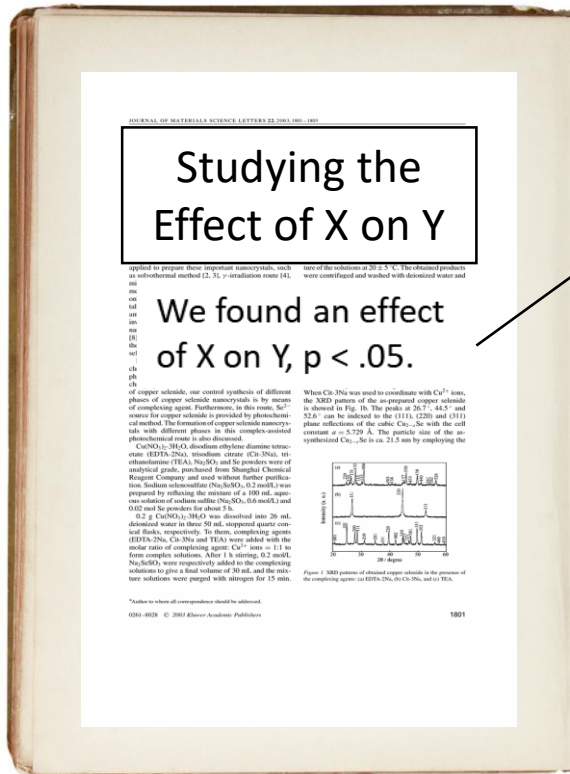 JOURNAL OF MATERIALS SCIENCE LETTERS 22, 2003, 1801–1803
Studying the
Effect of X on Y
applied to prepare these important nanocrystals, such
as solvothermal method [2, 3], γ-irradiation route [4],
We found an effect
of X on Y, p < .05.
of copper selenide, our control synthesis of different
phases of copper selenide nanocrystals is by means
of complexing agent. Furthermore, in this route, Se²⁻
source for copper selenide is provided by photochemi-
cal method. The formation of copper selenide nanocrys-
tals with different phases in this complex-assisted
photochemical route is also discussed.
Cu(NO₃)₂·3H₂O, disodium ethylene diamine tetrac-
etate (EDTA-2Na), trisodium citrate (Cit-3Na), tri-
ethanolamine (TEA), Na₂SO₃ and Se powders were of
analytical grade, purchased from Shanghai Chemical
Reagent Company and used without further purifica-
tion. Sodium selenosulfate (Na₂SeSO₃, 0.2 mol/L) was
prepared by refluxing the mixture of a 100 mL aque-
ous solution of sodium sulfite (Na₂SO₃, 0.6 mol/L) and
0.02 mol Se powders for about 5 h.
0.2 g Cu(NO₃)₂·3H₂O was dissolved into 26 mL
deionized water in three 50 mL stoppered quartz con-
ical flasks, respectively. To them, complexing agents
(EDTA-2Na, Cit-3Na and TEA) were added with the
molar ratio of complexing agent: Cu²⁺ ions = 1:1 to
form complex solutions. After 1 h stirring, 0.2 mol/L
Na₂SeSO₃ were respectively added to the complexing
solutions to give a final volume of 30 mL and the mix-
ture solutions were purged with nitrogen for 15 min.
ture of the solutions at 20 ± 5 °C. The obtained products
were centrifuged and washed with deionized water and
When Cit-3Na was used to coordinate with Cu²⁺ ions,
the XRD pattern of the as-prepared copper selenide
is showed in Fig. 1b. The peaks at 26.7°, 44.5° and
52.6° can be indexed to the (111), (220) and (311)
plane reflections of the cubic Cu₂₋ₓSe with the cell
constant a = 5.729 Å. The particle size of the as-
synthesized Cu₂₋ₓSe is ca. 21.5 nm by employing the
(a)
(b)
(c)
Intensity (a. u.)
20 30 40 50 60
2θ / degree
Figure 1 XRD patterns of obtained copper selenide in the presence of
the complexing agents: (a) EDTA-2Na, (b) Cit-3Na, and (c) TEA.
*Author to whom all correspondence should be addressed.
0261–8028 © 2003 Kluwer Academic Publishers
1801